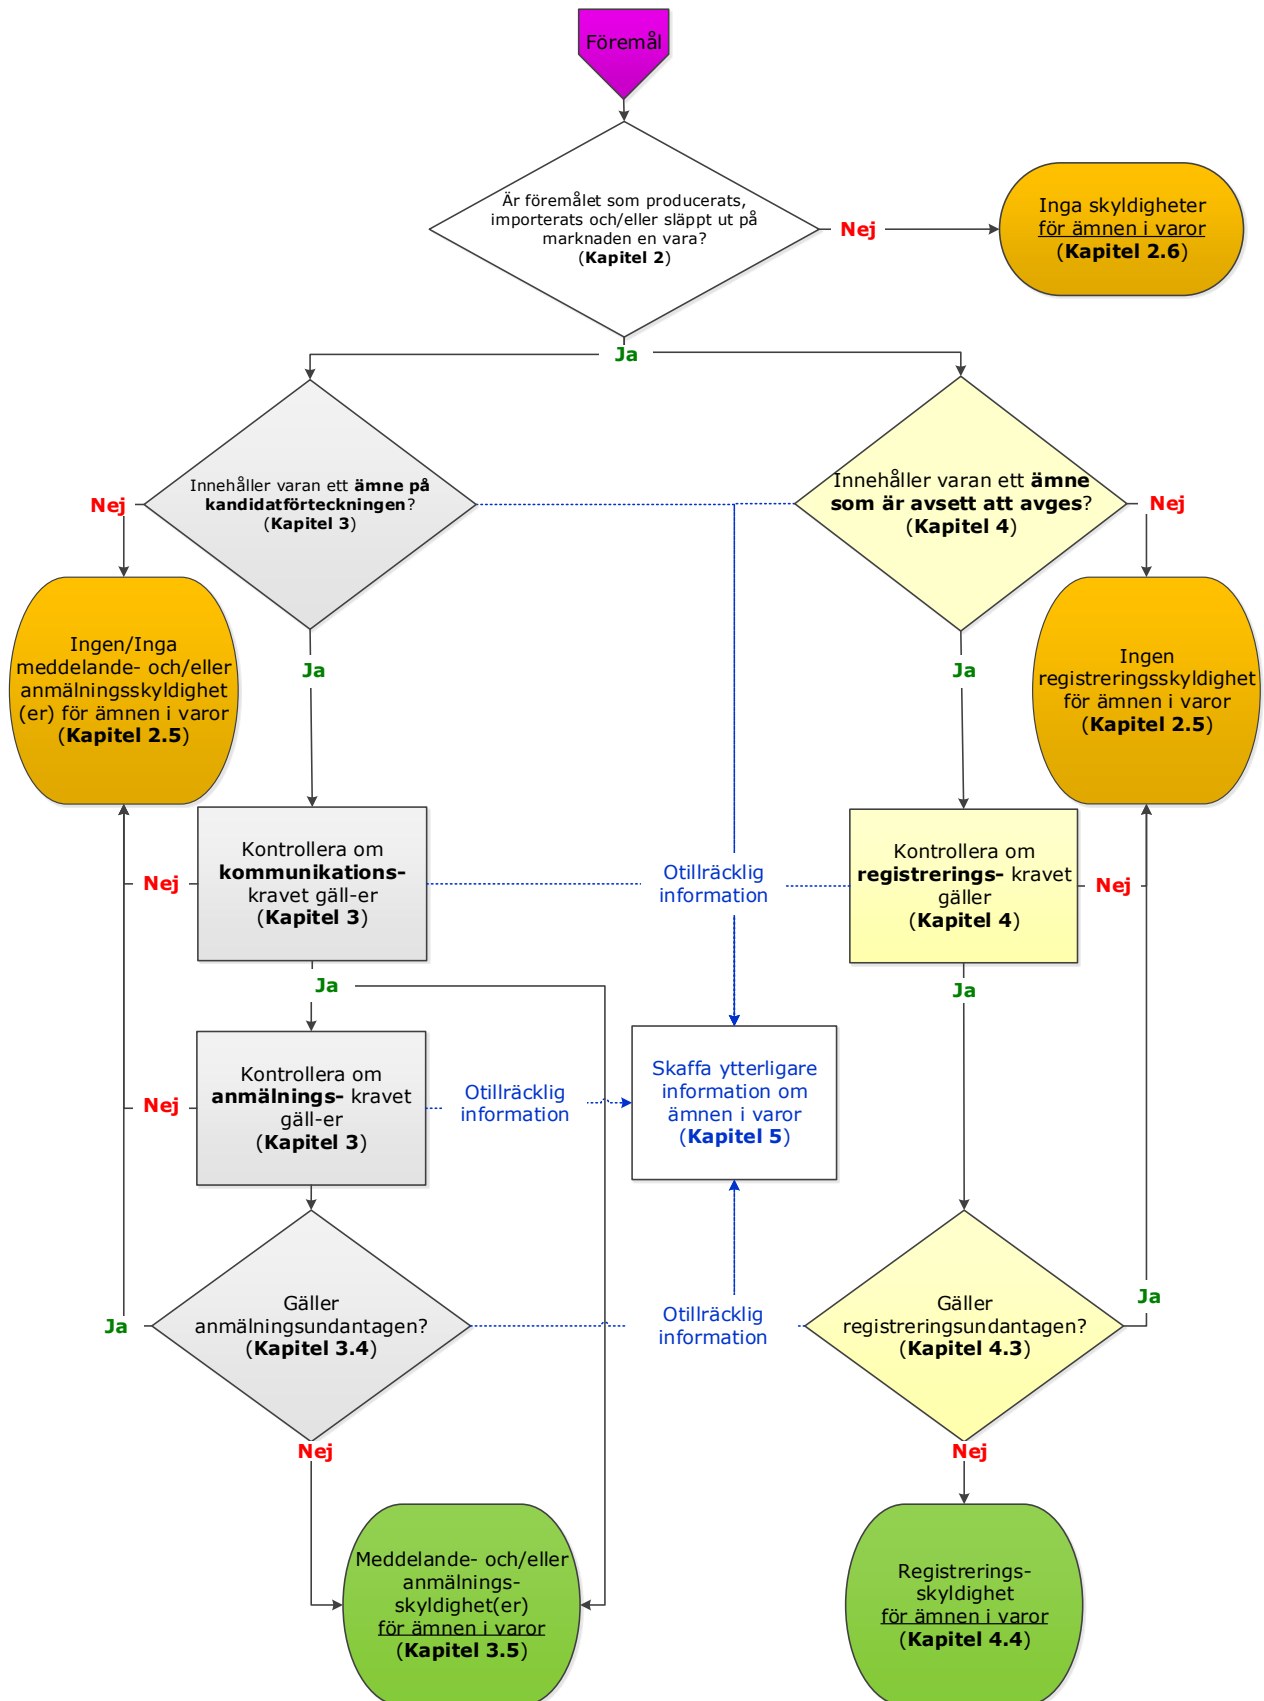 Föremål
Är föremålet som producerats,
importerats och/eller släppt ut på
marknaden en vara?
(Kapitel 2)
Nej
Inga skyldigheter
för ämnen i varor
(Kapitel 2.6)
Ja
Innehåller varan ett ämne på
kandidatförteckningen?
(Kapitel 3)
Innehåller varan ett ämne
som är avsett att avges?
(Kapitel 4)
Nej
Nej
Ingen/Inga
meddelande- och/eller
anmälningsskyldighet
(er) för ämnen i varor
(Kapitel 2.5)
Ja
Ja
Ingen
registreringsskyldighet
för ämnen i varor
(Kapitel 2.5)
Kontrollera om
kommunikations-
kravet gäll-er
(Kapitel 3)
Nej
Otillräcklig
information
Kontrollera om
registrerings- kravet
gäller
(Kapitel 4)
Nej
Ja
Ja
Kontrollera om
anmälnings- kravet
gäll-er
(Kapitel 3)
Nej
Otillräcklig
information
Skaffa ytterligare
information om
ämnen i varor
(Kapitel 5)
Gäller
anmälningsundantagen?
(Kapitel 3.4)
Ja
Otillräcklig
information
Gäller
registreringsundantagen?
(Kapitel 4.3)
Ja
Nej
Nej
Meddelande- och/eller
anmälnings-
skyldighet(er)
för ämnen i varor
(Kapitel 3.5)
Registrerings-
skyldighet
för ämnen i varor
(Kapitel 4.4)